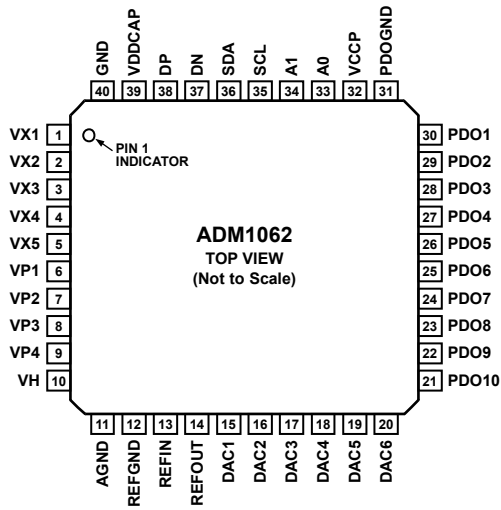 GND
VDDCAP
DP
DN
SDA
SCL
A1
A0
VCCP
PDOGND
40
39
38
37
36
35
34
33
32
31
VX1 1
VX2 2
VX3 3
VX4 4
VX5 5
VP1 6
VP2 7
VP3 8
VP4 9
VH 10
PIN 1
INDICATOR
ADM1062
TOP VIEW
(Not to Scale)
30 PDO1
29 PDO2
28 PDO3
27 PDO4
26 PDO5
25 PDO6
24 PDO7
23 PDO8
22 PDO9
21 PDO10
11
12
13
14
15
16
17
18
19
20
AGND
REFGND
REFIN
REFOUT
DAC1
DAC2
DAC3
DAC4
DAC5
DAC6